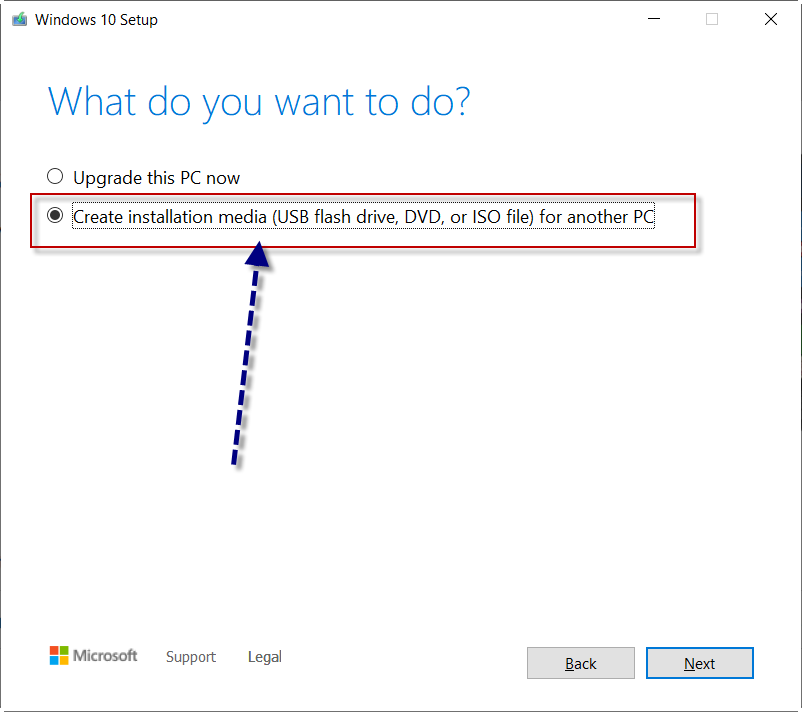 Windows 10 Setup
What do you want to do?
Upgrade this PC now
Create installation media (USB flash drive, DVD, or ISO file) for another PC
Microsoft Support Legal
Back Next